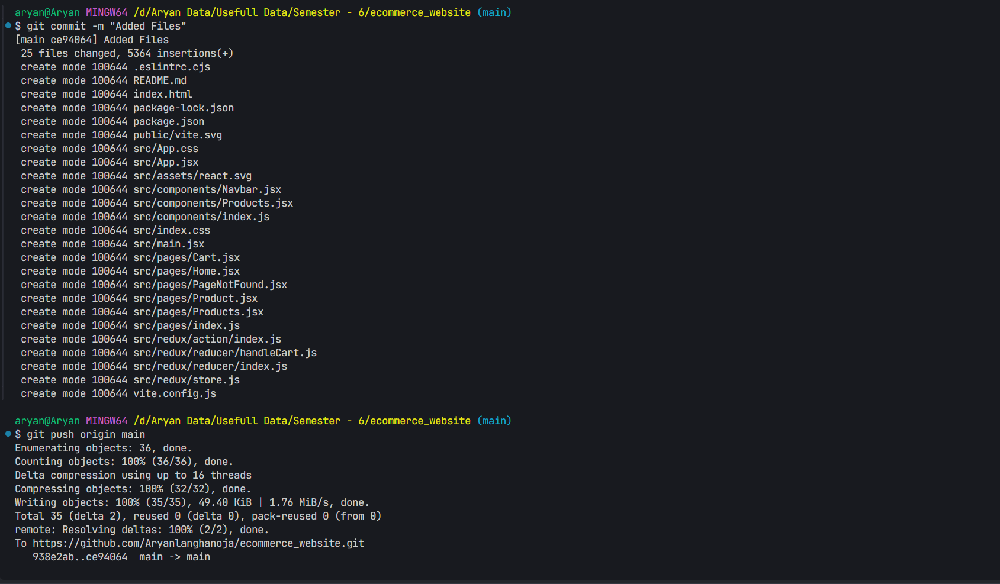 aryan@Aryan MINGW64 /d/Aryan Data/Usefull Data/Semester - 6/ecommerce_website (main)
$ git commit -m "Added Files"
[main ce94064] Added Files
 25 files changed, 5364 insertions(+)
 create mode 100644 .eslintrc.cjs
 create mode 100644 README.md
 create mode 100644 index.html
 create mode 100644 package-lock.json
 create mode 100644 package.json
 create mode 100644 public/vite.svg
 create mode 100644 src/App.css
 create mode 100644 src/App.jsx
 create mode 100644 src/assets/react.svg
 create mode 100644 src/components/Navbar.jsx
 create mode 100644 src/components/Products.jsx
 create mode 100644 src/components/index.js
 create mode 100644 src/index.css
 create mode 100644 src/main.jsx
 create mode 100644 src/pages/Cart.jsx
 create mode 100644 src/pages/Home.jsx
 create mode 100644 src/pages/PageNotFound.jsx
 create mode 100644 src/pages/Product.jsx
 create mode 100644 src/pages/Products.jsx
 create mode 100644 src/pages/index.js
 create mode 100644 src/redux/action/index.js
 create mode 100644 src/redux/reducer/handleCart.js
 create mode 100644 src/redux/reducer/index.js
 create mode 100644 src/redux/store.js
 create mode 100644 vite.config.js
aryan@Aryan MINGW64 /d/Aryan Data/Usefull Data/Semester - 6/ecommerce_website (main)
$ git push origin main
Enumerating objects: 36, done.
Counting objects: 100% (36/36), done.
Delta compression using up to 16 threads
Compressing objects: 100% (32/32), done.
Writing objects: 100% (35/35), 49.40 KiB | 1.76 MiB/s, done.
Total 35 (delta 2), reused 0 (delta 0), pack-reused 0 (from 0)
remote: Resolving deltas: 100% (2/2), done.
To https://github.com/Aryanlanghanoja/ecommerce_website.git
   938e2ab..ce94064  main -> main